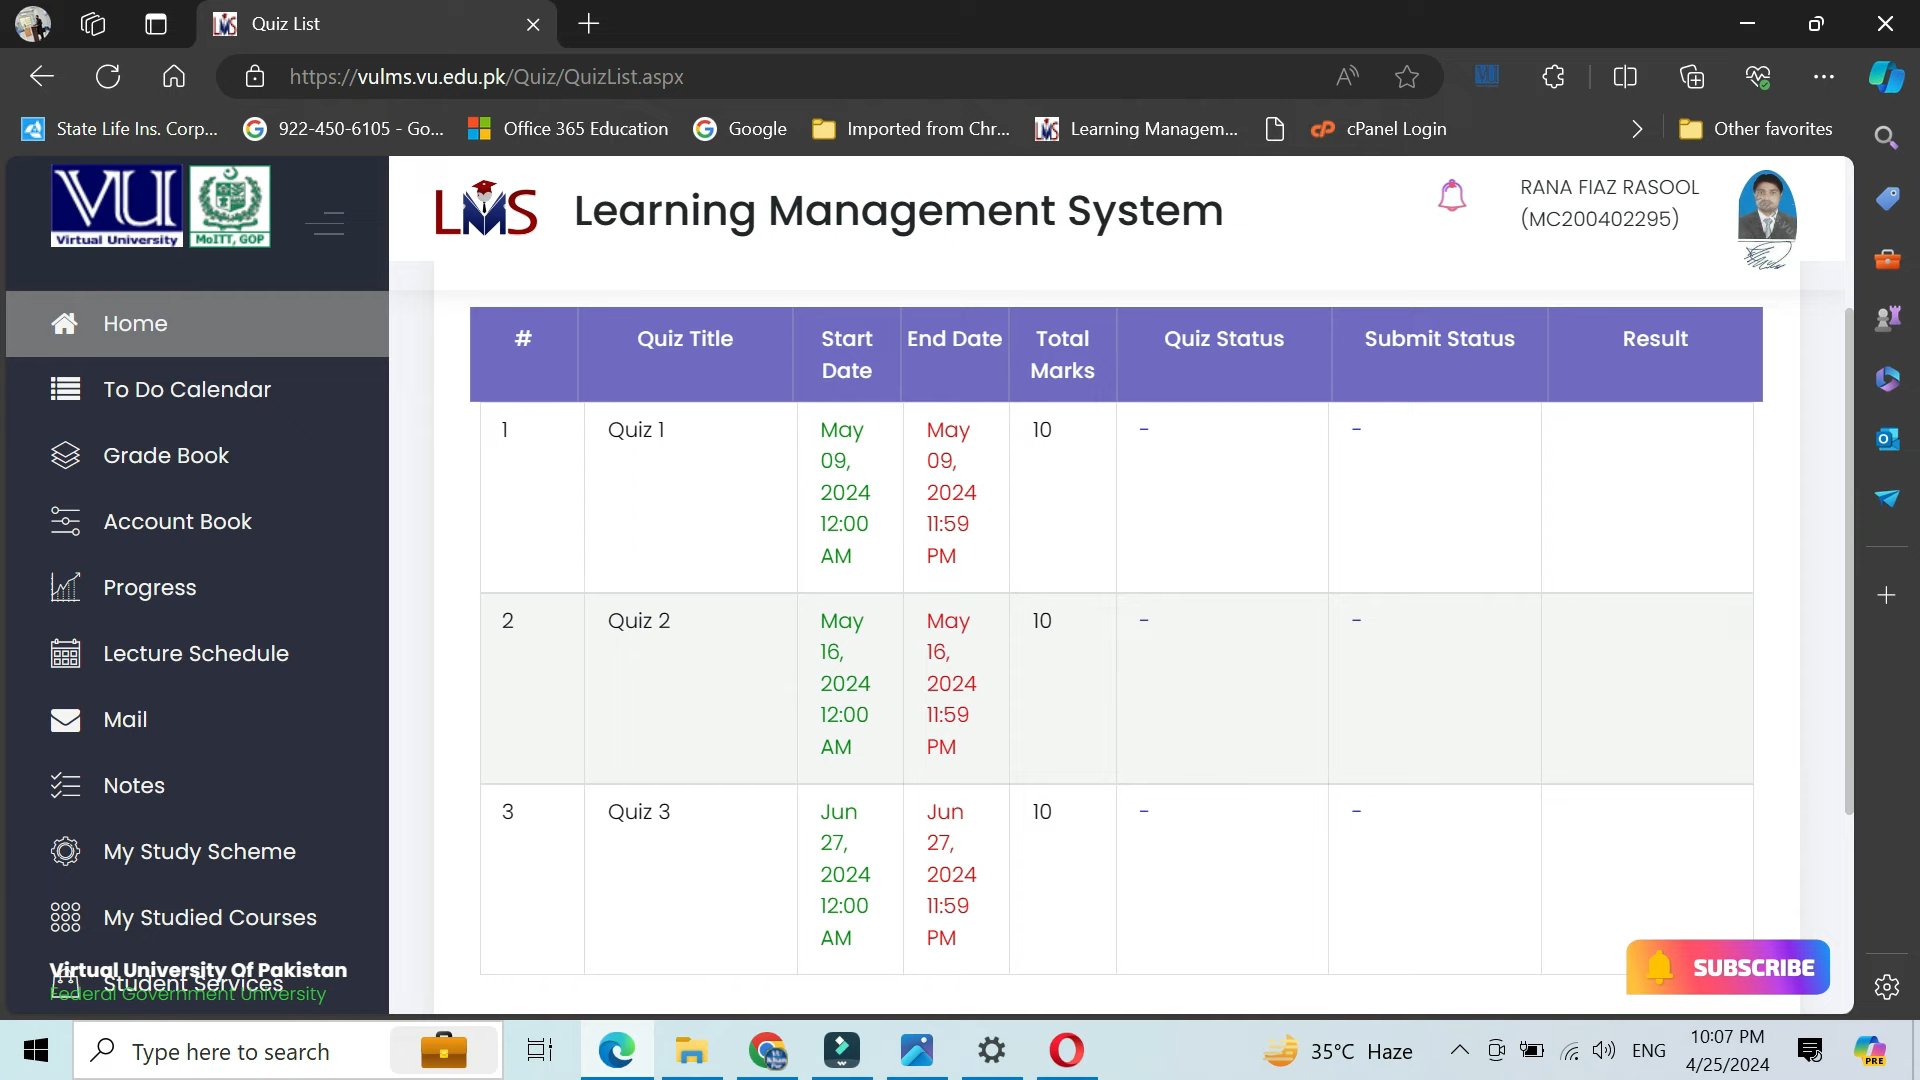 Quiz List
https://vulms.vu.edu.pk/Quiz/QuizList.aspx
State Life Ins. Corp...
922-450-6105 - Go...
Office 365 Education
Google
Imported from Chr...
Learning Managem...
cPanel Login
Other favorites
VU
Virtual University
MoITT, GOP
LMS
Learning Management System
RANA FIAZ RASOOL
(MC200402295)
Home
To Do Calendar
Grade Book
Account Book
Progress
Lecture Schedule
Mail
Notes
My Study Scheme
My Studied Courses
Student Services
Virtual University Of Pakistan
Federal Government University
# Quiz Title Start Date End Date Total Marks Quiz Status Submit Status Result
1 Quiz 1 May 09, 2024 12:00 AM May 09, 2024 11:59 PM 10 - -
2 Quiz 2 May 16, 2024 12:00 AM May 16, 2024 11:59 PM 10 - -
3 Quiz 3 Jun 27, 2024 12:00 AM Jun 27, 2024 11:59 PM 10 - -
SUBSCRIBE
Type here to search
35°C Haze
ENG
10:07 PM
4/25/2024
PRE